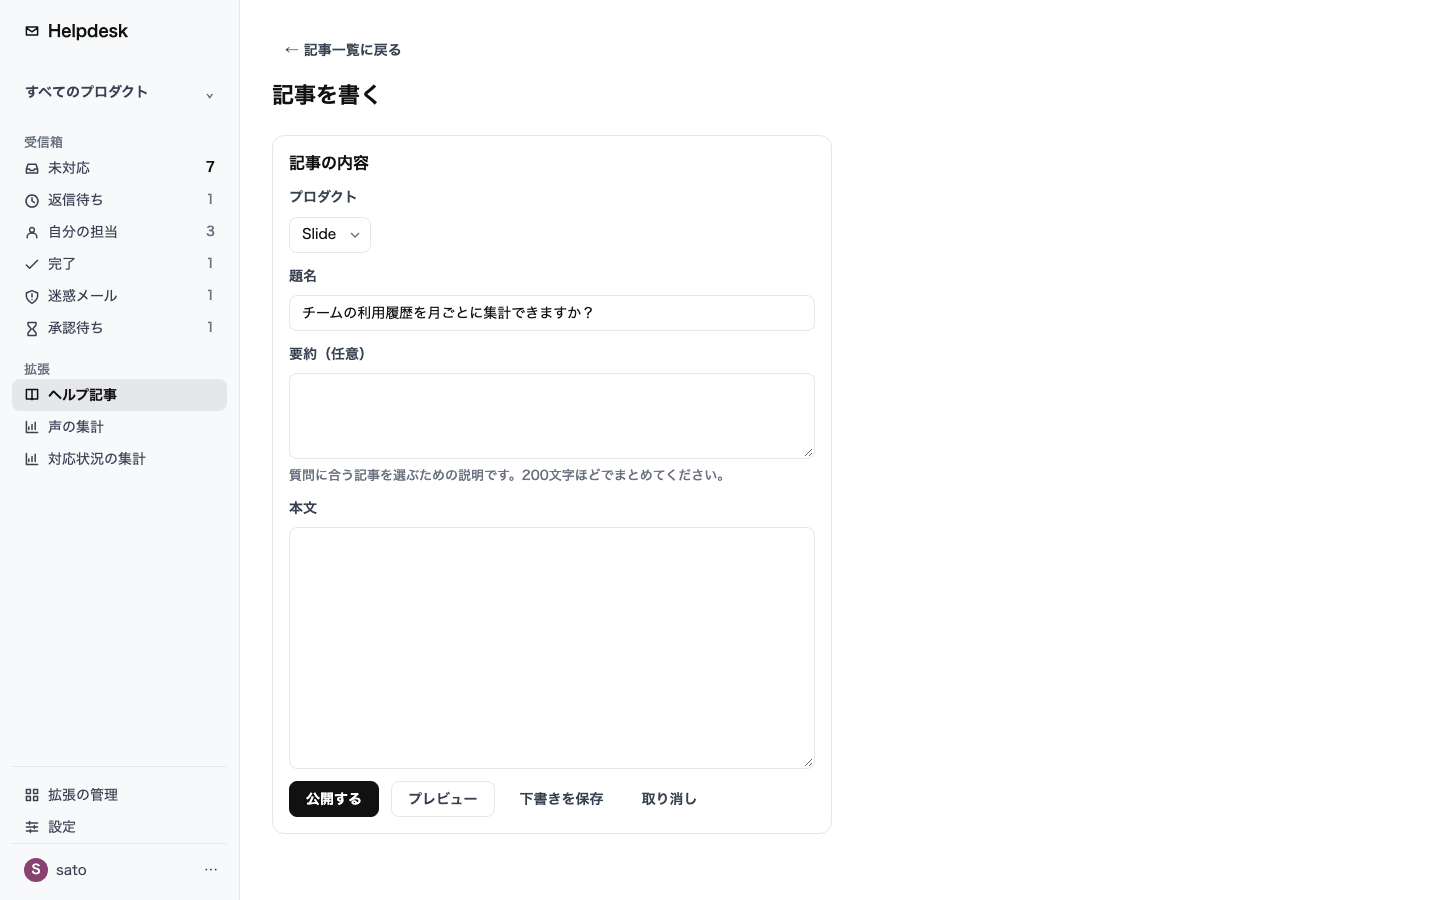 Helpdesk
すべてのプロダクト
受信箱
未対応 7
返信待ち 1
自分の担当 3
完了 1
迷惑メール 1
承認待ち 1
拡張
ヘルプ記事
声の集計
対応状況の集計
拡張の管理
設定
S sato ...
← 記事一覧に戻る
記事を書く
記事の内容
プロダクト
Slide
題名
チームの利用履歴を月ごとに集計できますか？
要約（任意）
質問に合う記事を選ぶための説明です。200文字ほどでまとめてください。
本文
公開する プレビュー 下書きを保存 取り消し